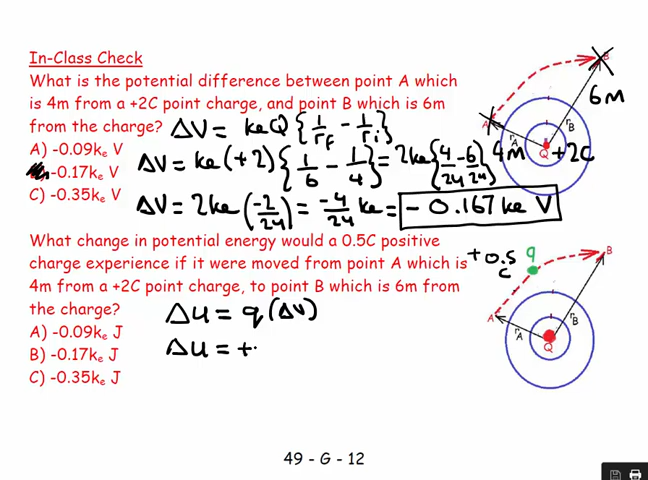 In-Class Check
What is the potential difference between point A which
is 4m from a +2C point charge, and point B which is 6m
from the charge? ΔV = keQ {1/rf - 1/ri}
A) -0.09ke V
-0.17ke V
C) -0.35ke V
ΔV = ke(+2) {1/6 - 1/4} = 2ke {4/24 - 6/24}
ΔV = 2ke (-2/24) = -4/24 ke = -0.167 ke V
B
6M
A
rA
rB
4M
Q
+2C
What change in potential energy would a 0.5C positive
charge experience if it were moved from point A which is
4m from a +2C point charge, to point B which is 6m from
the charge?
ΔU = q(ΔV)
A) -0.09ke J
ΔU = +.
B) -0.17ke J
C) -0.35ke J
+0.5
C
q
B
A
rA
rB
Q
49 - G - 12